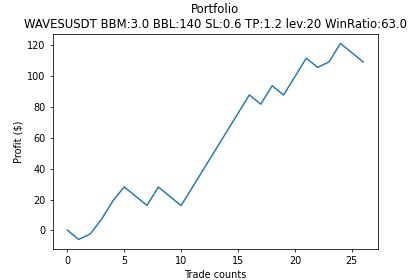 Portfolio
WAVESUSDT BBM:3.0 BBL:140 SL:0.6 TP:1.2 lev:20 WinRatio:63.0
120
100
80
60
40
20
0
Profit ($)
0 5 10 15 20 25
Trade counts